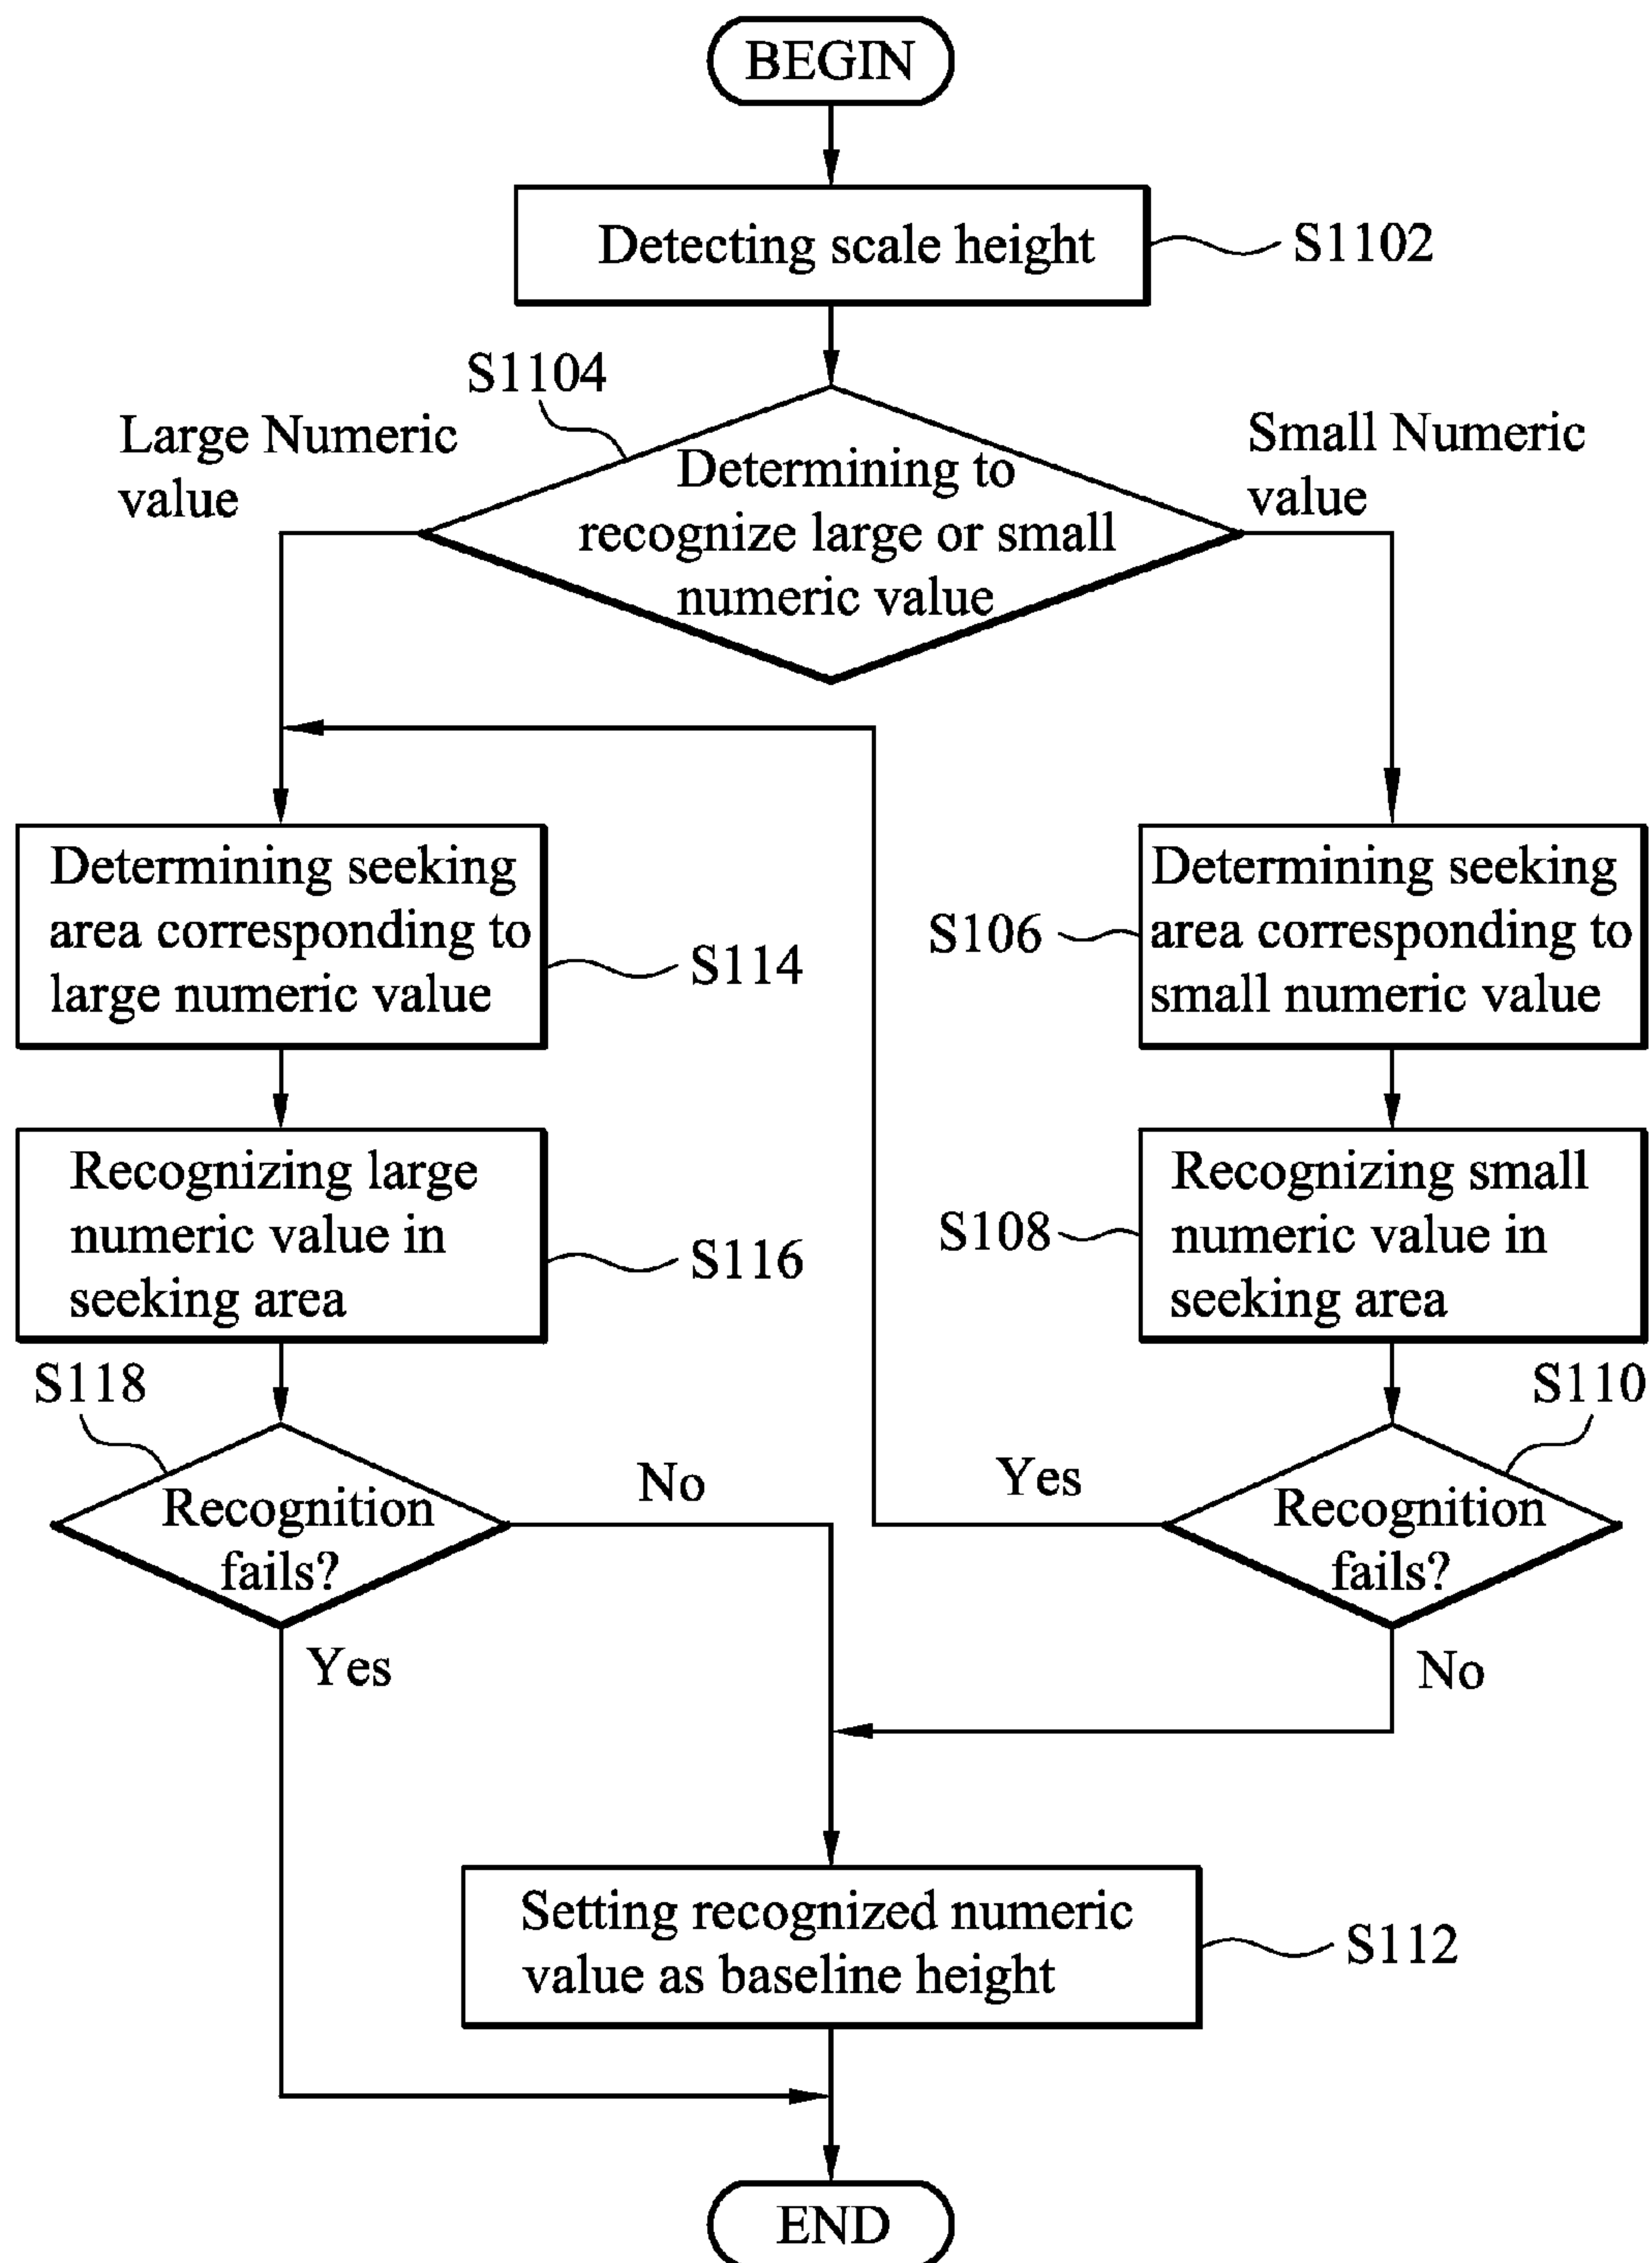 BEGIN
Detecting scale height
S1102
S1104
Large Numeric
value
Small Numeric
value
Determining to
recognize large or small
numeric value
Determining seeking
area corresponding to
large numeric value
S114
S106
Determining seeking
area corresponding to
small numeric value
Recognizing large
numeric value in
seeking area
S116
S108
Recognizing small
numeric value in
seeking area
S118
S110
Recognition
fails?
No
Yes
Recognition
fails?
Yes
No
Setting recognized numeric
value as baseline height
S112
END